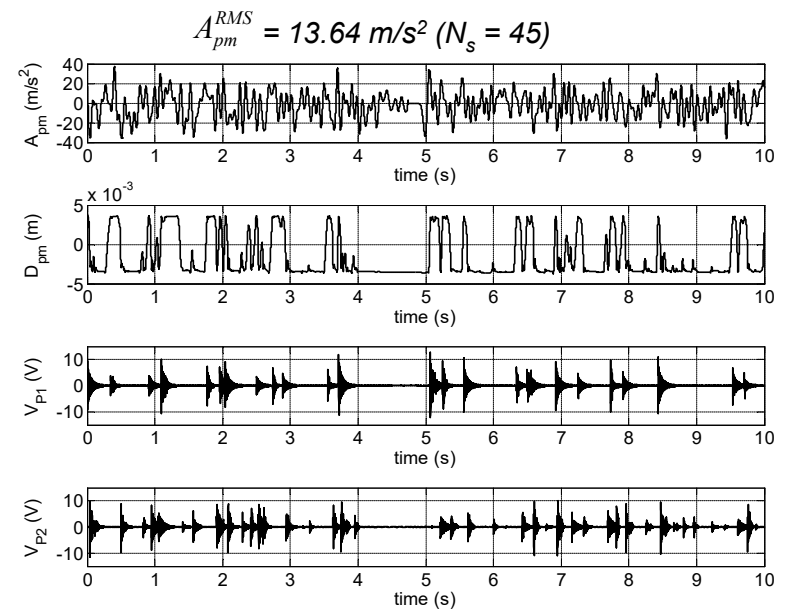 A_pm^RMS = 13.64 m/s² (N_s = 45)
40
20
0
-20
-40
A_pm (m/s²)
0 1 2 3 4 5 6 7 8 9 10
time (s)
x 10⁻³
5
0
-5
D_pm (m)
0 1 2 3 4 5 6 7 8 9 10
time (s)
10
0
-10
V_P1 (V)
0 1 2 3 4 5 6 7 8 9 10
time (s)
10
0
-10
V_P2 (V)
0 1 2 3 4 5 6 7 8 9 10
time (s)